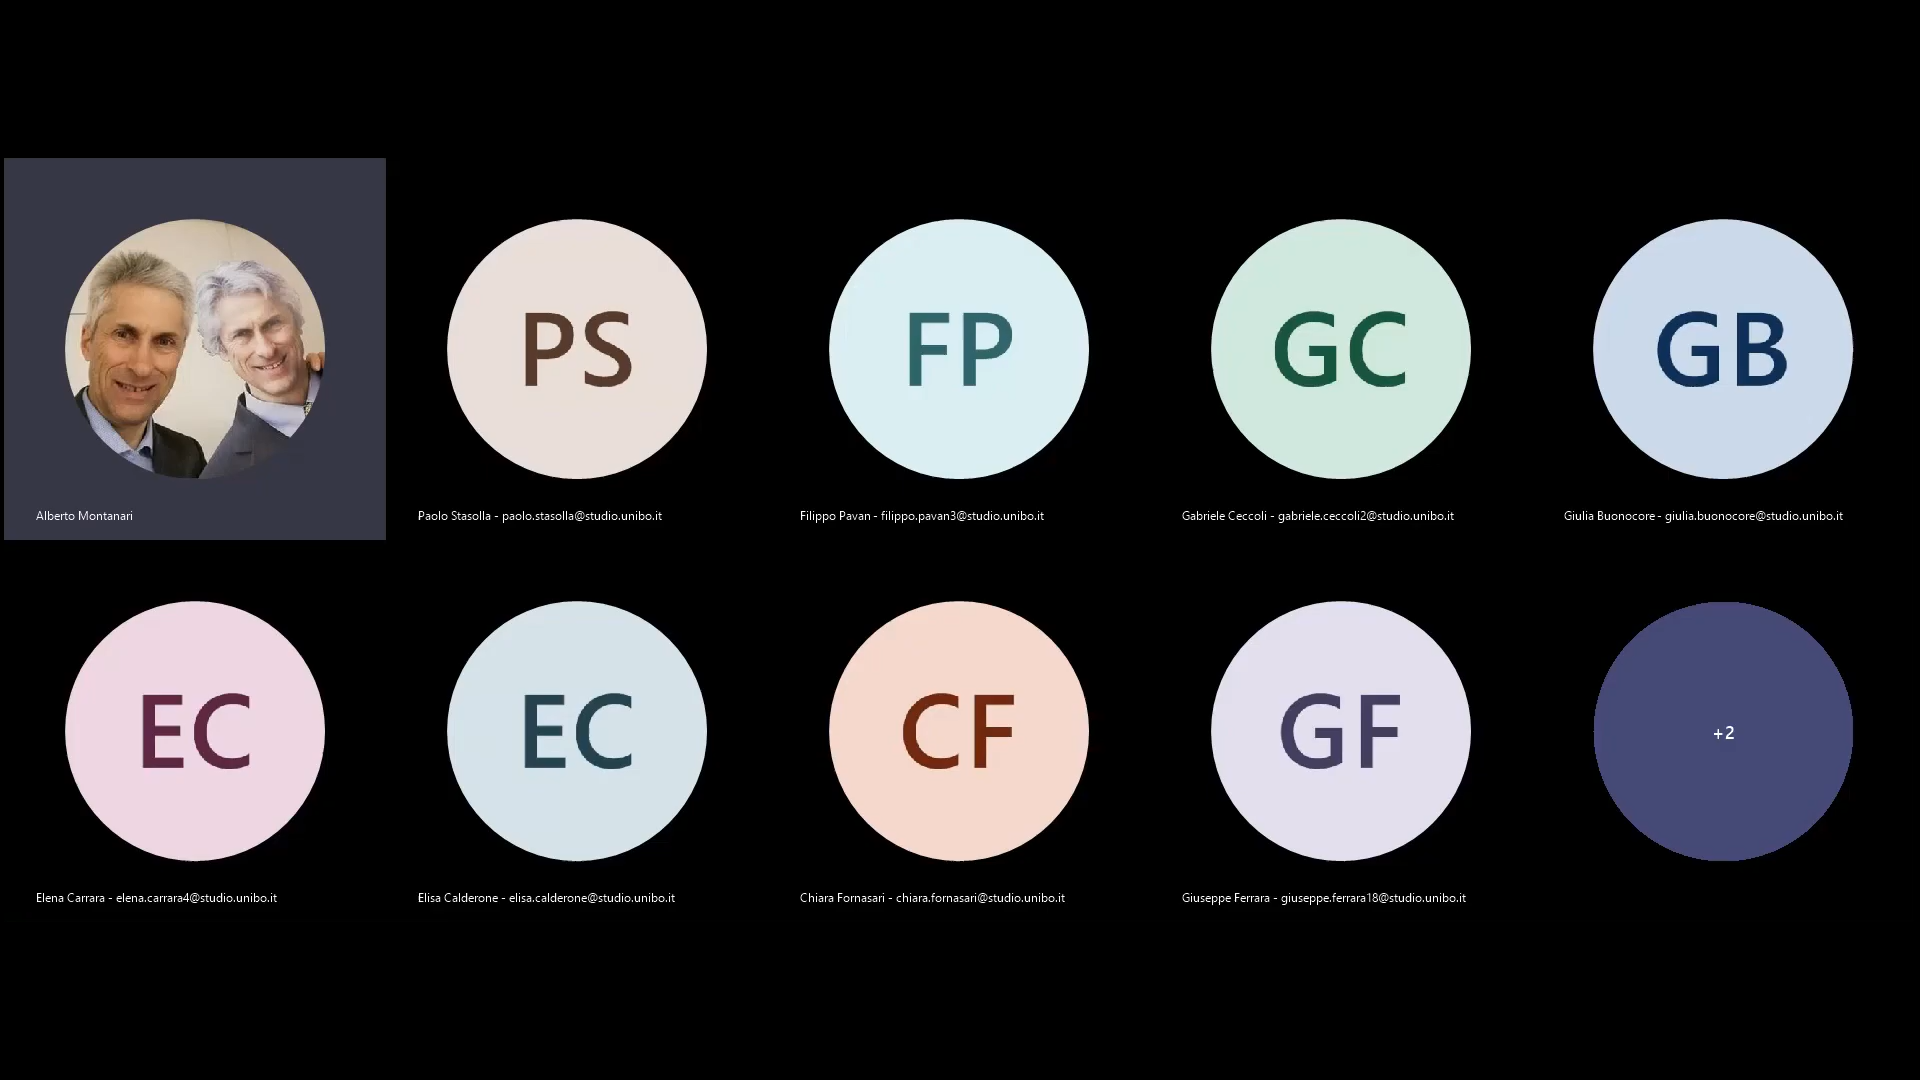 PS
FP
GC
GB
Alberto Montanari
Paolo Stasolla - paolo.stasolla@studio.unibo.it
Filippo Pavan - filippo.pavan3@studio.unibo.it
Gabriele Ceccoli - gabriele.ceccoli2@studio.unibo.it
Giulia Buonocore - giulia.buonocore@studio.unibo.it
EC
EC
CF
GF
+2
Elena Carrara - elena.carrara4@studio.unibo.it
Elisa Calderone - elisa.calderone@studio.unibo.it
Chiara Fornasari - chiara.fornasari@studio.unibo.it
Giuseppe Ferrara - giuseppe.ferrara18@studio.unibo.it